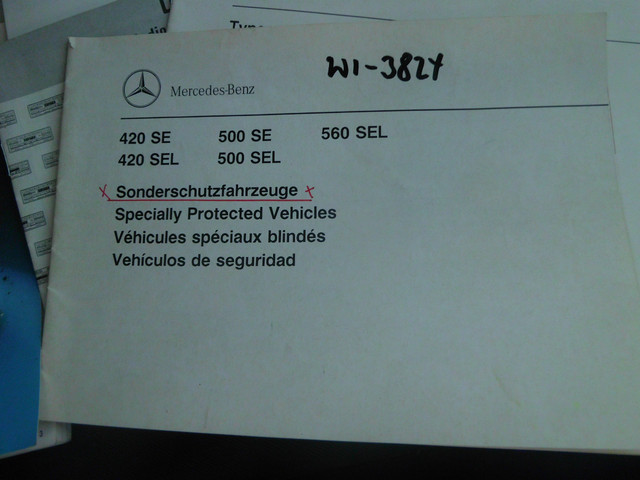 Type
WI-3824
Mercedes-Benz
420 SE 500 SE 560 SEL
420 SEL 500 SEL
x Sonderschutzfahrzeuge x
Specially Protected Vehicles
Véhicules spéciaux blindés
Vehículos de seguridad